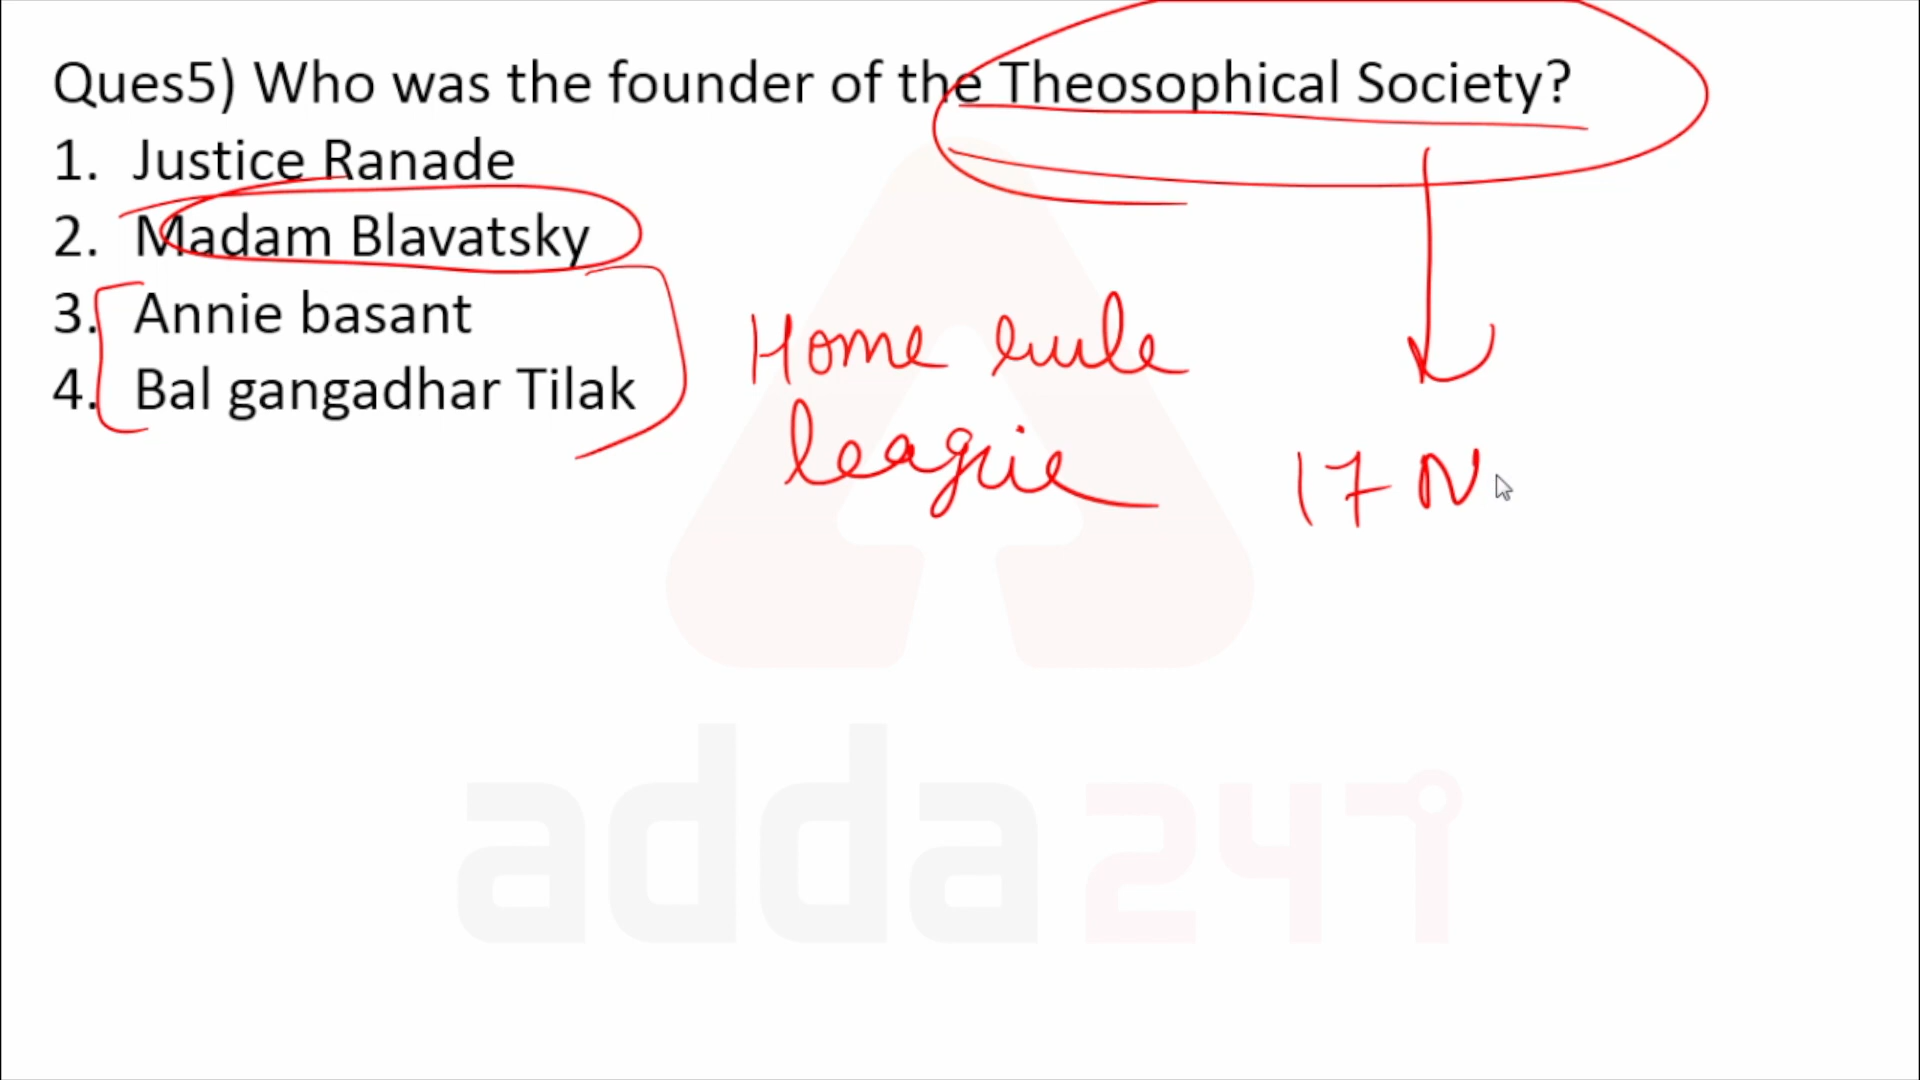 Ques5) Who was the founder of the Theosophical Society?
1. Justice Ranade
2. Madam Blavatsky
3. Annie basant
4. Bal gangadhar Tilak
Home rule
league
17 N
adda247